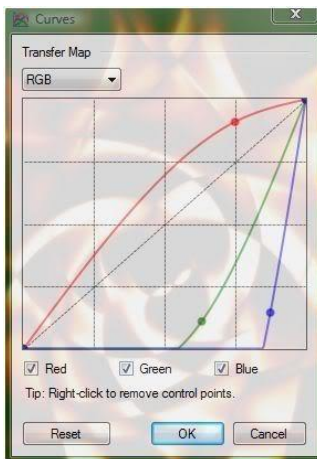 Curves
Transfer Map
RGB
Red Green Blue
Tip: Right-click to remove control points.
Reset OK Cancel